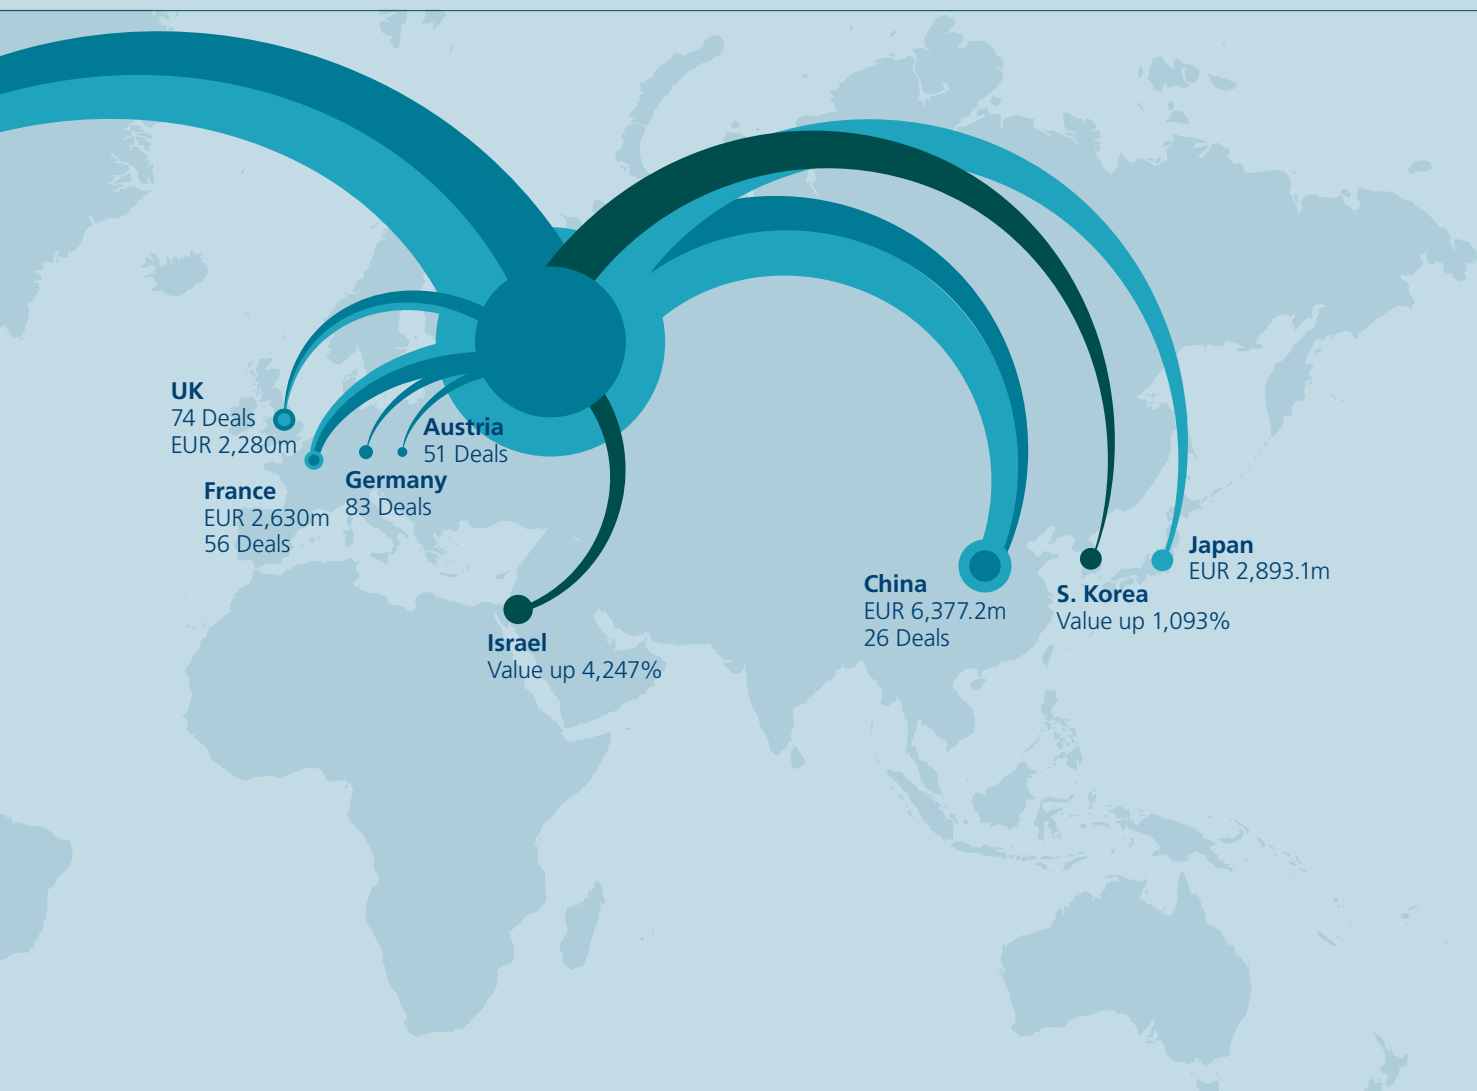 UK
74 Deals
EUR 2,280m
France
EUR 2,630m
56 Deals
Germany
83 Deals
Austria
51 Deals
Israel
Value up 4,247%
China
EUR 6,377.2m
26 Deals
S. Korea
Value up 1,093%
Japan
EUR 2,893.1m